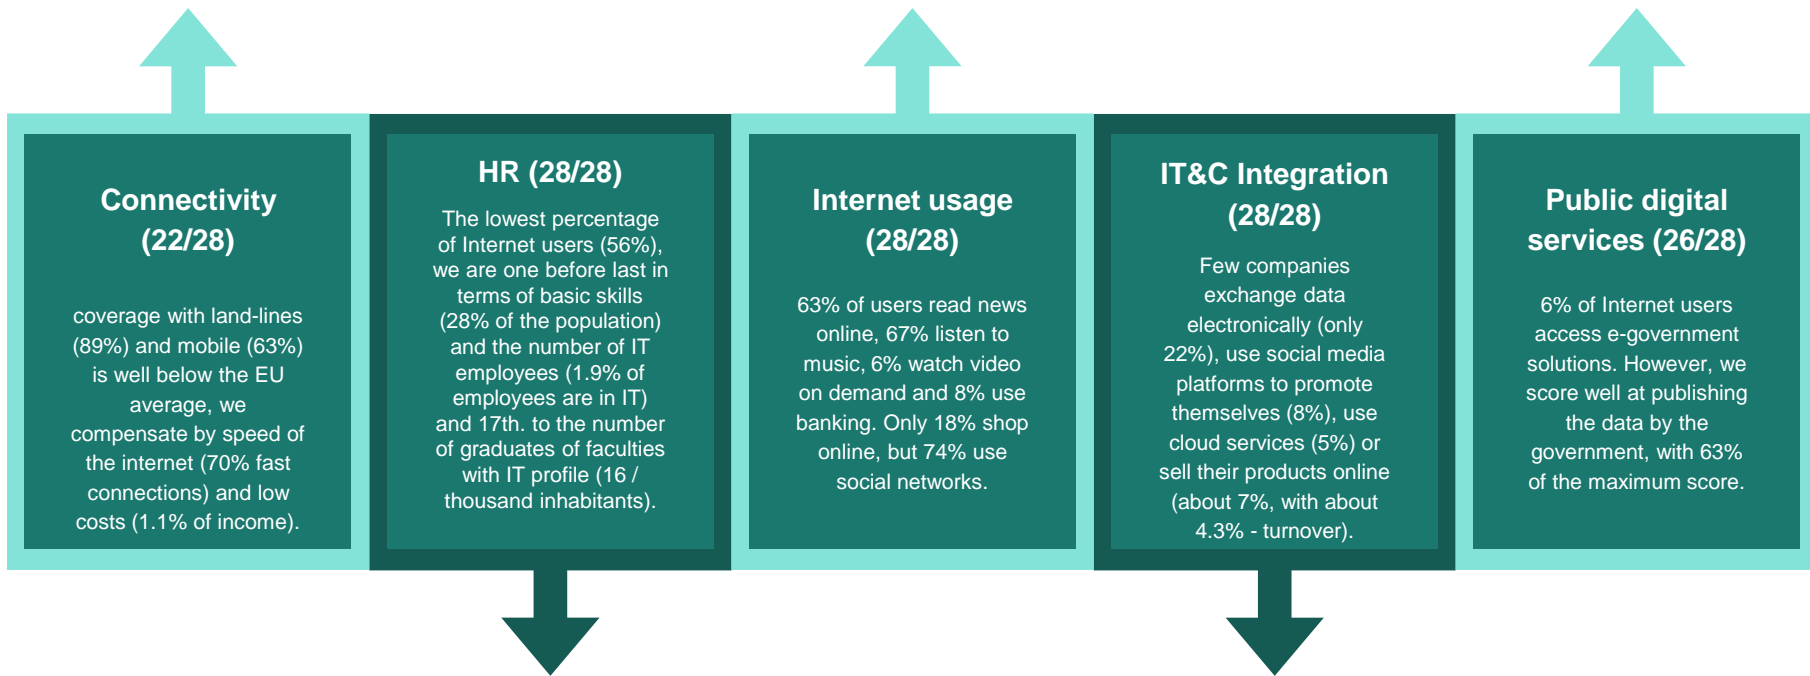 Connectivity
(22/28)
coverage with land-lines
(89%) and mobile (63%)
is well below the EU
average, we
compensate by speed of
the internet (70% fast
connections) and low
costs (1.1% of income).
HR (28/28)
The lowest percentage
of Internet users (56%),
we are one before last in
terms of basic skills
(28% of the population)
and the number of IT
employees (1.9% of
employees are in IT)
and 17th. to the number
of graduates of faculties
with IT profile (16 /
thousand inhabitants).
Internet usage
(28/28)
63% of users read news
online, 67% listen to
music, 6% watch video
on demand and 8% use
banking. Only 18% shop
online, but 74% use
social networks.
IT&C Integration
(28/28)
Few companies
exchange data
electronically (only
22%), use social media
platforms to promote
themselves (8%), use
cloud services (5%) or
sell their products online
(about 7%, with about
4.3% - turnover).
Public digital
services (26/28)
6% of Internet users
access e-government
solutions. However, we
score well at publishing
the data by the
government, with 63%
of the maximum score.